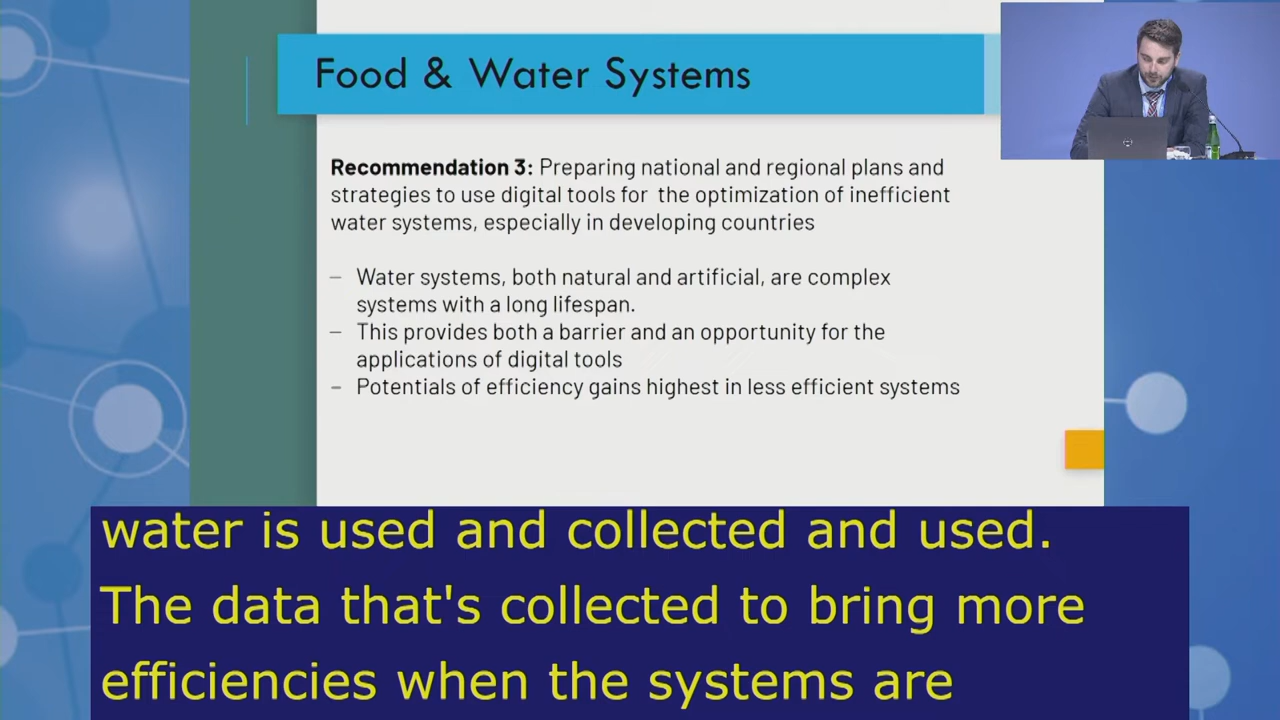 Food & Water Systems
Recommendation 3: Preparing national and regional plans and
strategies to use digital tools for the optimization of inefficient
water systems, especially in developing countries
– Water systems, both natural and artificial, are complex
systems with a long lifespan.
– This provides both a barrier and an opportunity for the
applications of digital tools
– Potentials of efficiency gains highest in less efficient systems
water is used and collected and used.
The data that's collected to bring more
efficiencies when the systems are